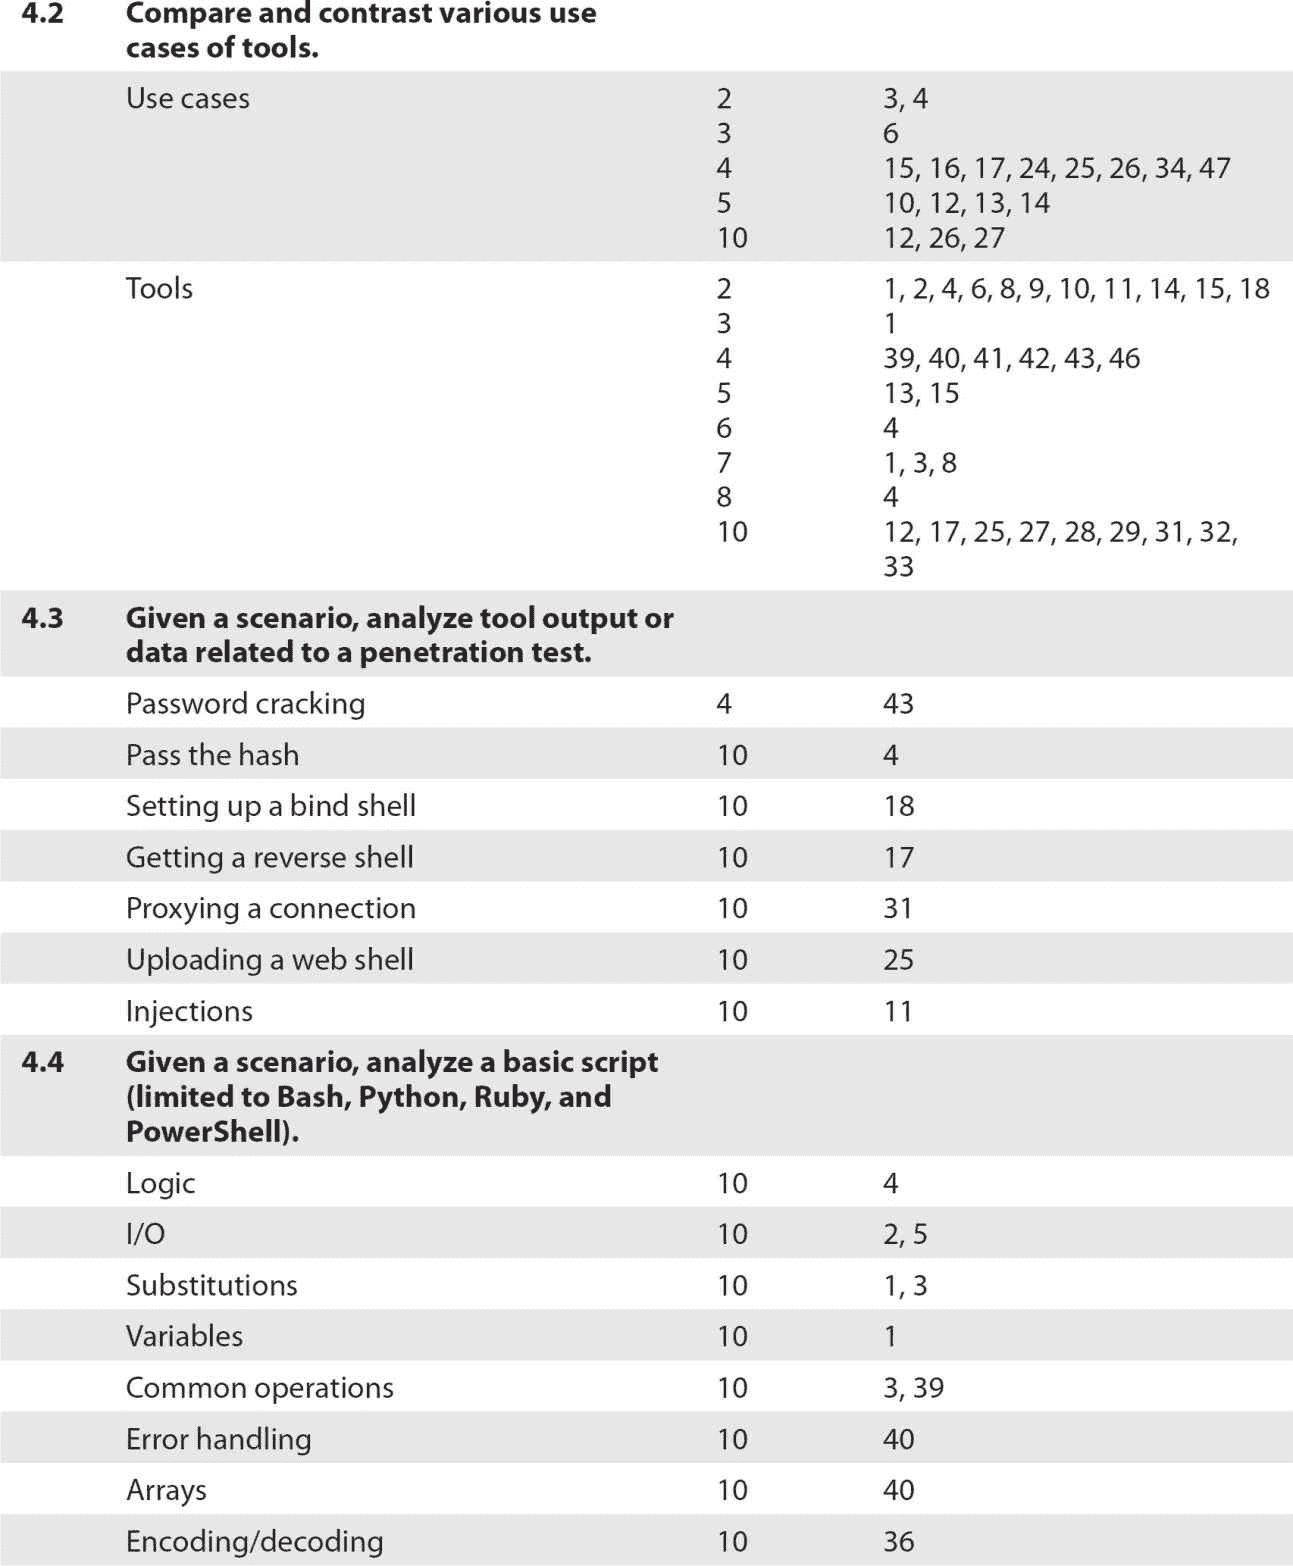 4.2 Compare and contrast various use
cases of tools.
Use cases 2 3, 4
3 6
4 15, 16, 17, 24, 25, 26, 34, 47
5 10, 12, 13, 14
10 12, 26, 27
Tools 2 1, 2, 4, 6, 8, 9, 10, 11, 14, 15, 18
3 1
4 39, 40, 41, 42, 43, 46
5 13, 15
6 4
7 1, 3, 8
8 4
10 12, 17, 25, 27, 28, 29, 31, 32,
33
4.3 Given a scenario, analyze tool output or
data related to a penetration test.
Password cracking 4 43
Pass the hash 10 4
Setting up a bind shell 10 18
Getting a reverse shell 10 17
Proxying a connection 10 31
Uploading a web shell 10 25
Injections 10 11
4.4 Given a scenario, analyze a basic script
(limited to Bash, Python, Ruby, and
PowerShell).
Logic 10 4
I/O 10 2, 5
Substitutions 10 1, 3
Variables 10 1
Common operations 10 3, 39
Error handling 10 40
Arrays 10 40
Encoding/decoding 10 36